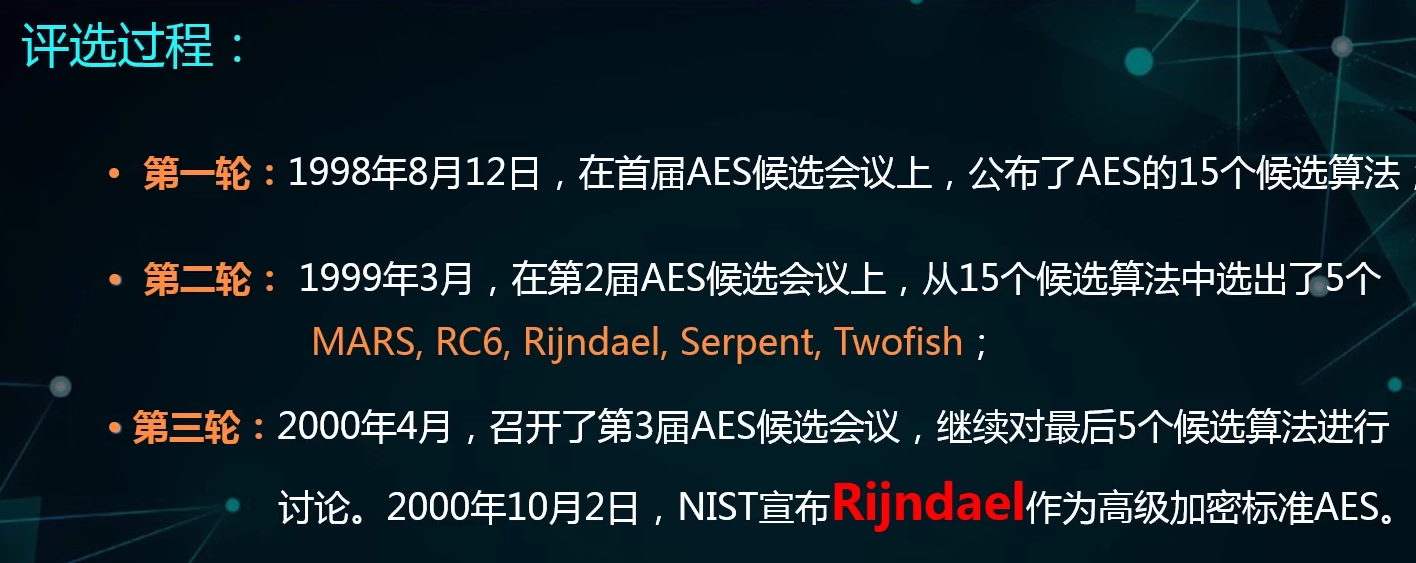 评选过程：
• 第一轮：1998年8月12日，在首届AES候选会议上，公布了AES的15个候选算法；
• 第二轮： 1999年3月，在第2届AES候选会议上，从15个候选算法中选出了5个
MARS, RC6, Rijndael, Serpent, Twofish；
• 第三轮：2000年4月，召开了第3届AES候选会议，继续对最后5个候选算法进行
讨论。2000年10月2日，NIST宣布Rijndael作为高级加密标准AES。